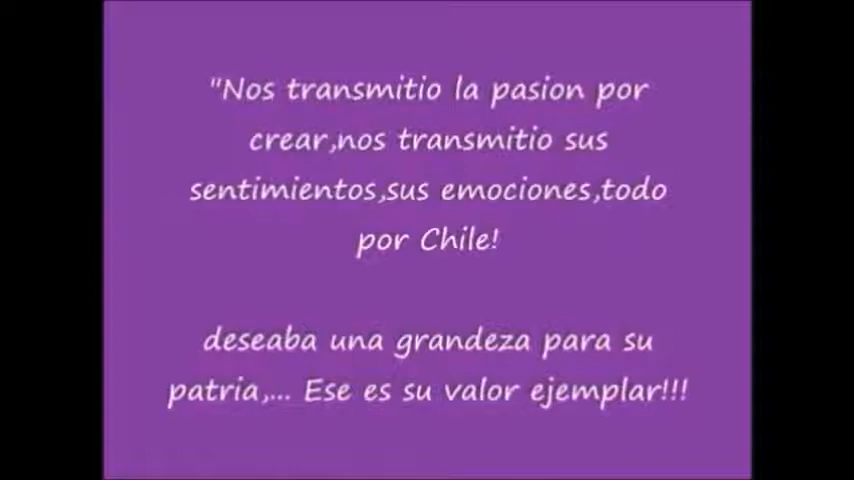 "Nos transmitio la pasion por
crear,nos transmitio sus
sentimientos,sus emociones,todo
por Chile!
deseaba una grandeza para su
patria,... Ese es su valor ejemplar!!!